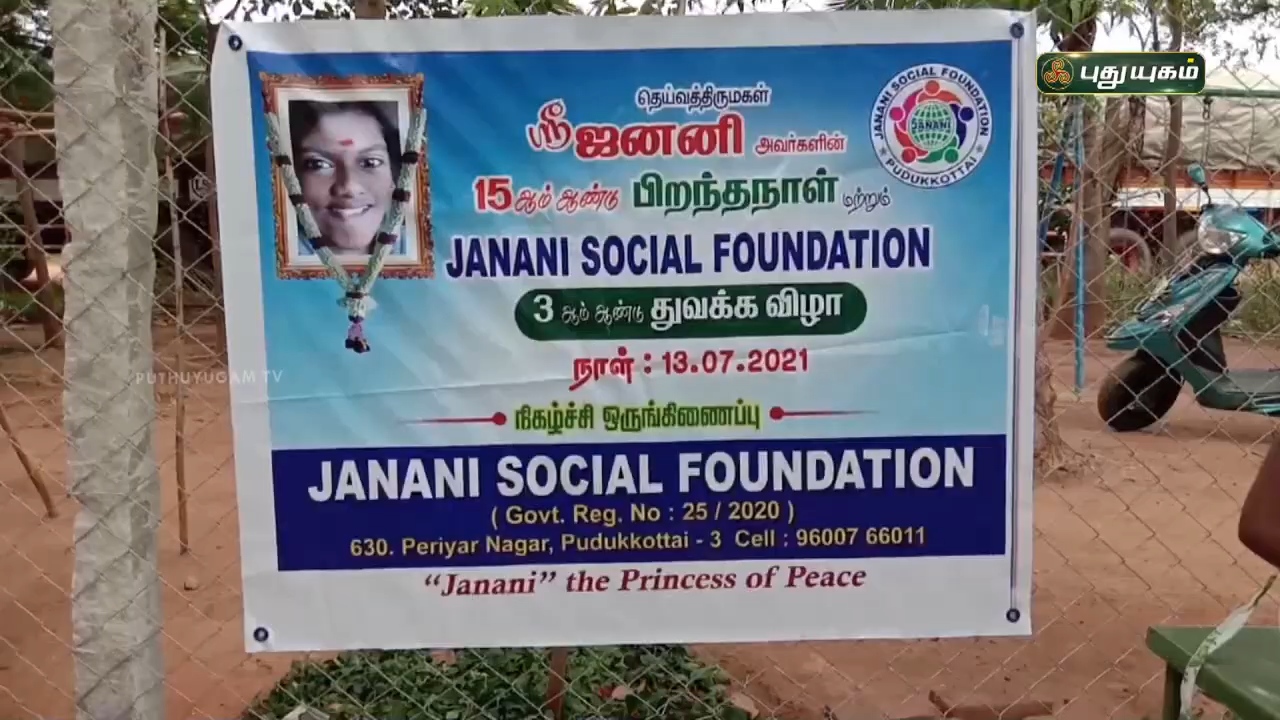 புதுயுகம்
தெய்வத்திருமகள்
ஸ்ரீ ஜனனி அவர்களின்
15 ஆம் ஆண்டு பிறந்தநாள் மற்றும்
JANANI SOCIAL FOUNDATION
3 ஆம் ஆண்டு துவக்க விழா
நாள் : 13.07.2021
நிகழ்ச்சி ஒருங்கிணைப்பு
JANANI SOCIAL FOUNDATION
( Govt. Reg. No : 25 / 2020 )
630. Periyar Nagar, Pudukkottai - 3 Cell : 96007 66011
“Janani” the Princess of Peace
JANANI SOCIAL FOUNDATION
JANANI
PUDUKKOTTAI
PUTHUYUGAM TV